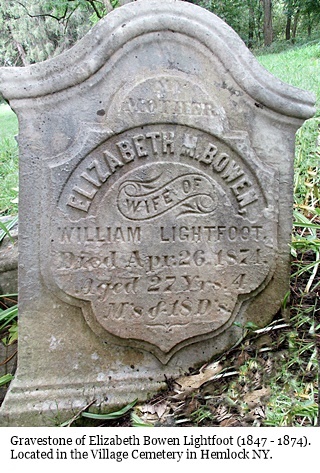 MOTHER
ELIZABETH M. BOWEN,
WIFE OF
WILLIAM LIGHTFOOT.
Died Apr. 26. 1874.
Aged 27 Yrs. 4
M's & 18 D's.
Gravestone of Elizabeth Bowen Lightfoot (1847 - 1874).
Located in the Village Cemetery in Hemlock NY.